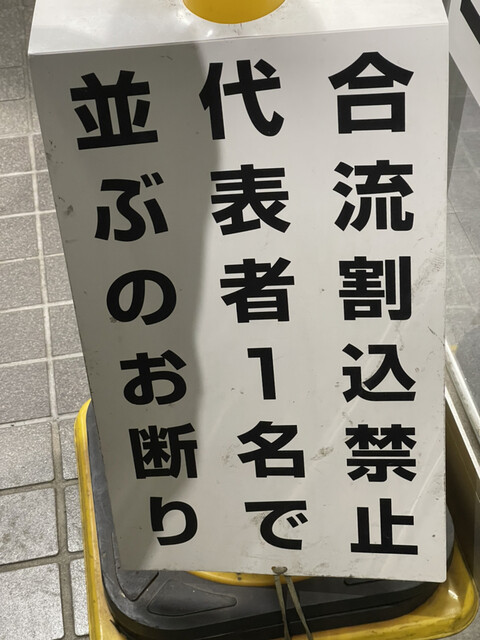 合流割込禁止
代表者1名で
並ぶのお断り